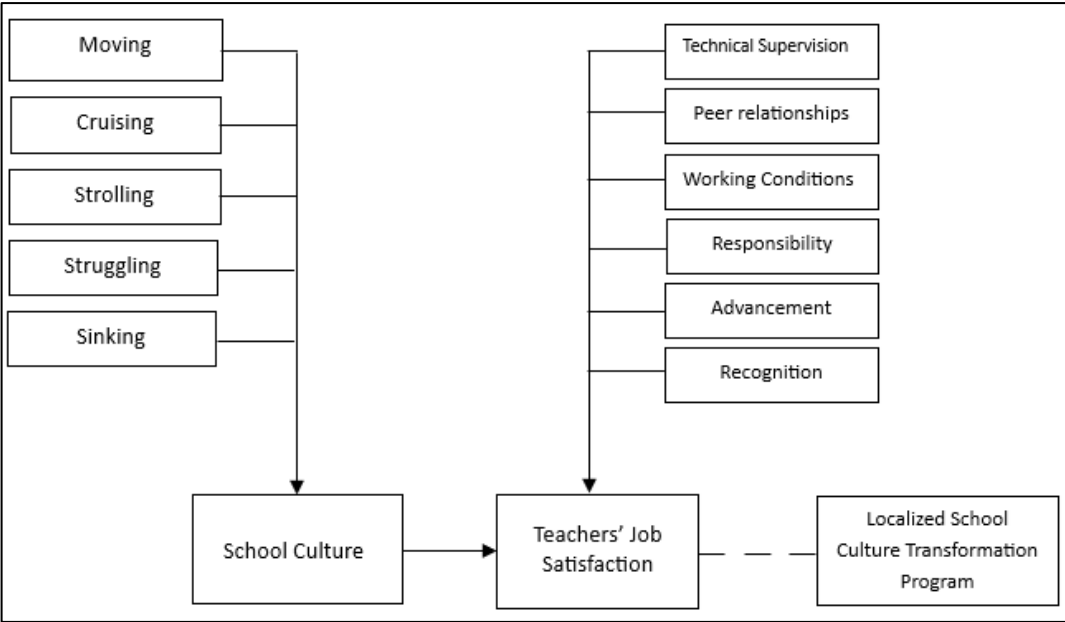 Moving
Cruising
Strolling
Struggling
Sinking
Technical Supervision
Peer relationships
Working Conditions
Responsibility
Advancement
Recognition
School Culture
Teachers’ Job
Satisfaction
Localized School
Culture Transformation
Program